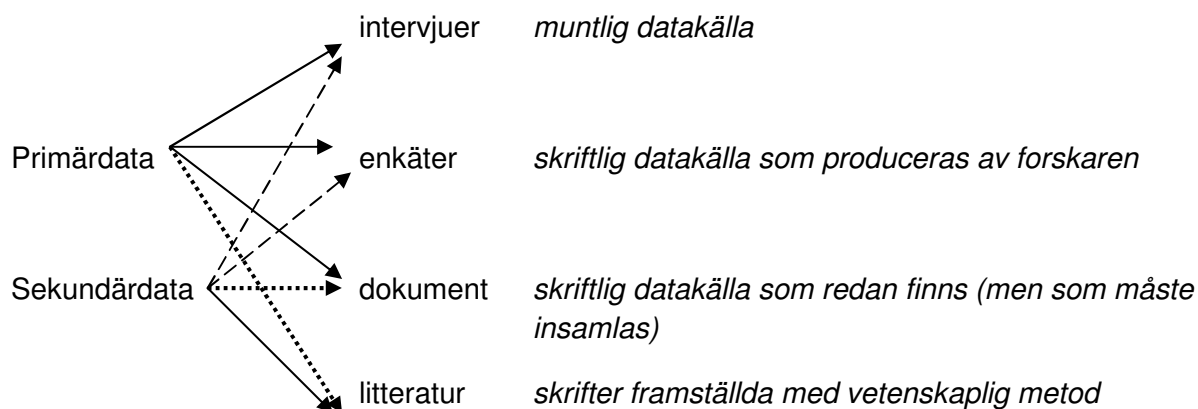 intervjuer muntlig datakälla
Primärdata enkäter skriftlig datakälla som produceras av forskaren
Sekundärdata dokument skriftlig datakälla som redan finns (men som måste
insamlas)
litteratur skrifter framställda med vetenskaplig metod